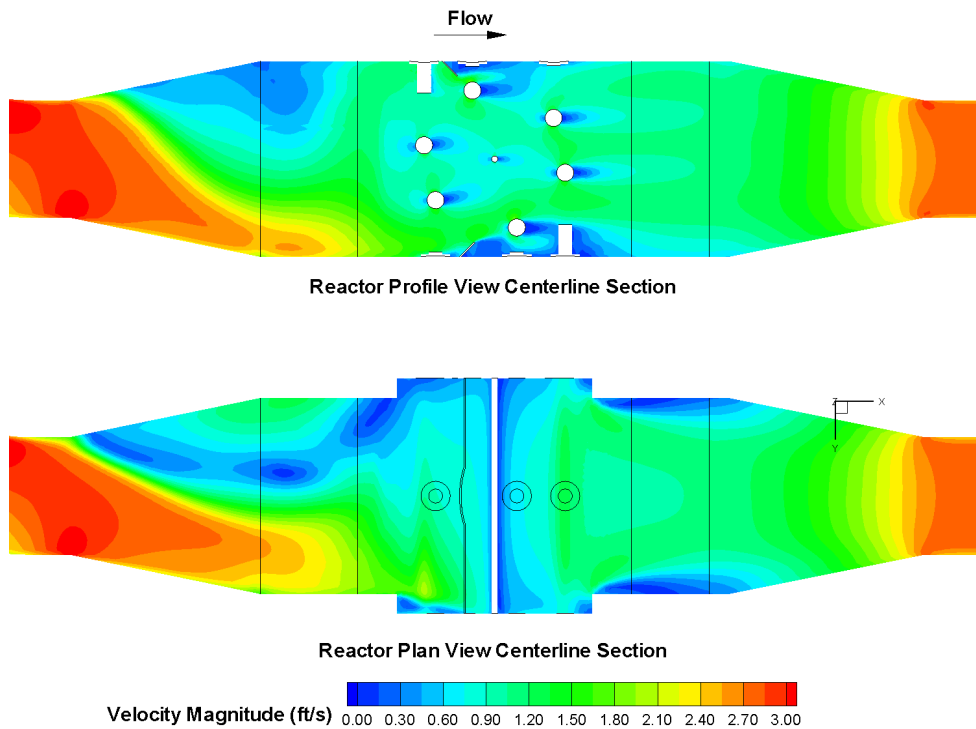 Flow
Reactor Profile View Centerline Section
Z X
Y
Reactor Plan View Centerline Section
Velocity Magnitude (ft/s) 0.00 0.30 0.60 0.90 1.20 1.50 1.80 2.10 2.40 2.70 3.00